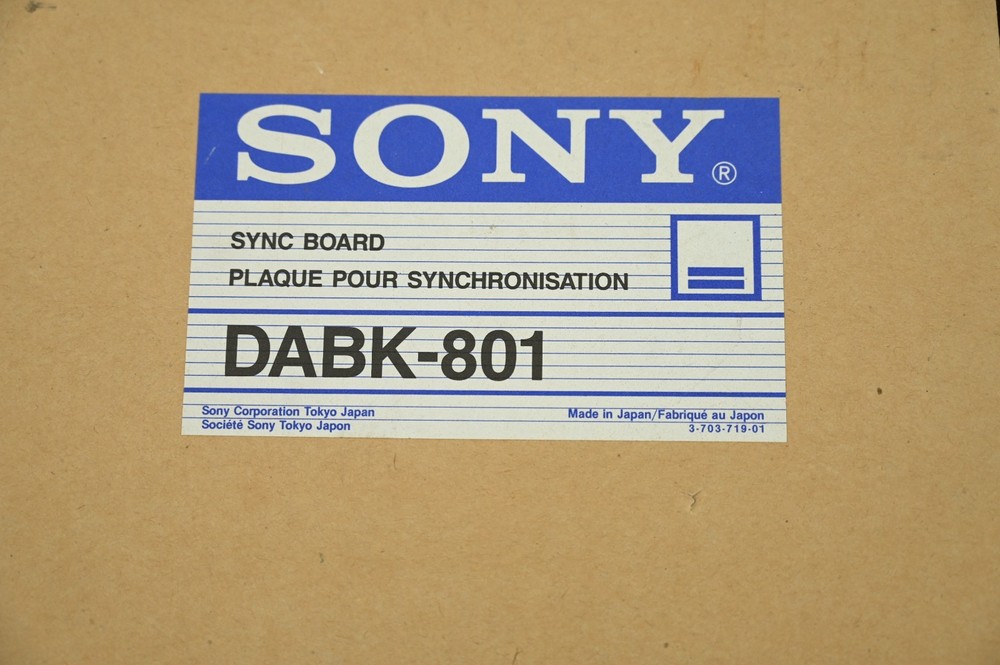 SONY®
SYNC BOARD
PLAQUE POUR SYNCHRONISATION
DABK-801
Sony Corporation Tokyo Japan
Société Sony Tokyo Japon
Made in Japan/Fabriqué au Japon
3-703-719-01